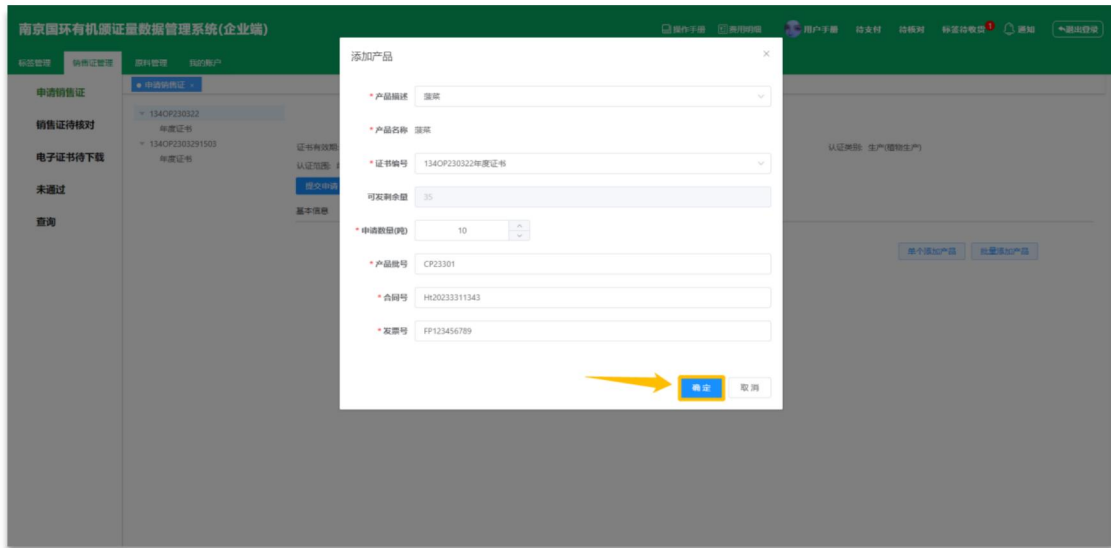 南京国环有机颁证量数据管理系统(企业端)
操作手册 费用明细 用户手册 待支付 待核对 标签待收货 1 通知 退出登录
标签管理 销售证管理 原料管理 我的账户
申请销售证
销售证待核对
电子证书待下载
未通过
查询
申请销售证 ×
134OP230322
年度证书
134OP2303291503
年度证书
证书有效期:
认证范围:
认证类别: 生产(植物生产)
提交申请
基本信息
单个添加产品 批量添加产品
添加产品 ×
* 产品描述 菠菜
* 产品名称 菠菜
* 证书编号 134OP230322年度证书
可发剩余量 35
* 申请数量(吨) 10
* 产品批号 CP23301
* 合同号 Ht20233311343
* 发票号 FP123456789
确定 取消